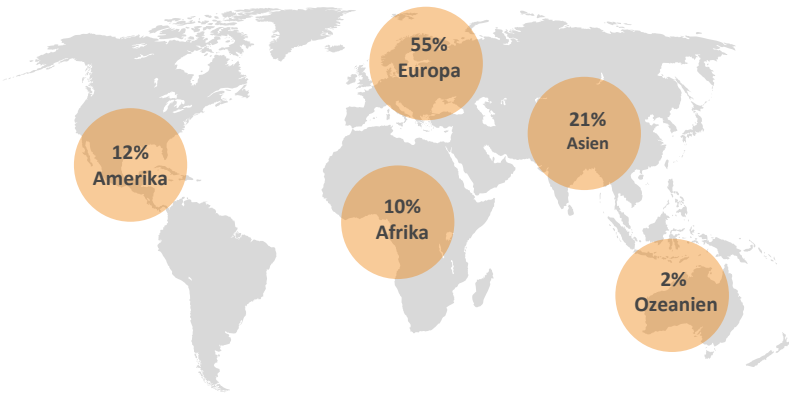 55%
Europa
21%
Asien
12%
Amerika
10%
Afrika
2%
Ozeanien